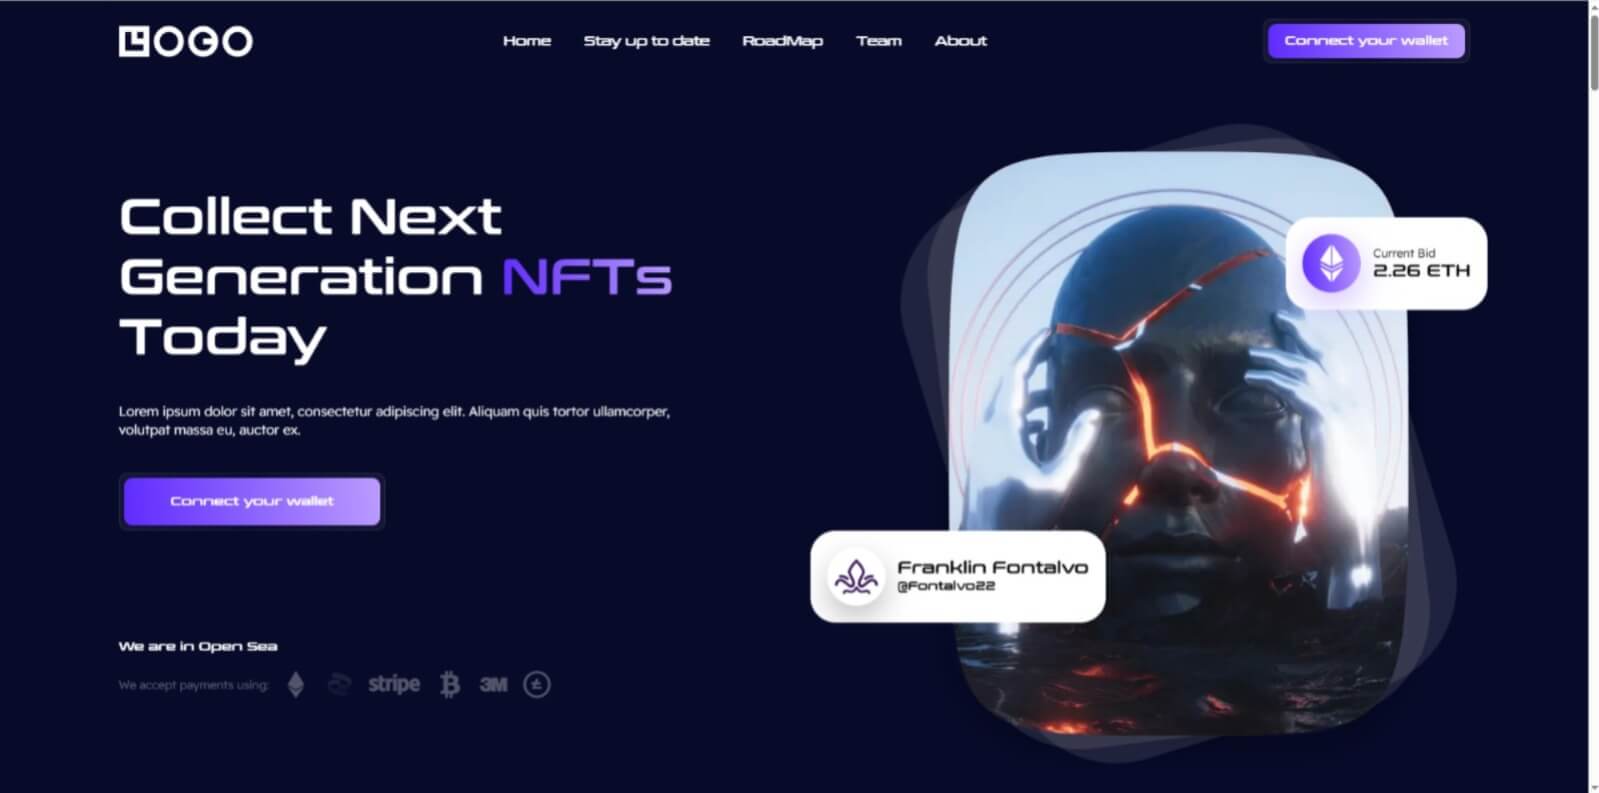 LOGO
Home
Stay up to date
RoadMap
Team
About
Connect your wallet
Collect Next
Generation NFTs
Today
Lorem ipsum dolor sit amet, consectetur adipiscing elit. Aliquam quis tortor ullamcorper,
volutpat massa eu, auctor ex.
Connect your wallet
We are in Open Sea
We accept payments using:
stripe
3M
Current Bid
2.26 ETH
Franklin Fontalvo
@Fontalvo22